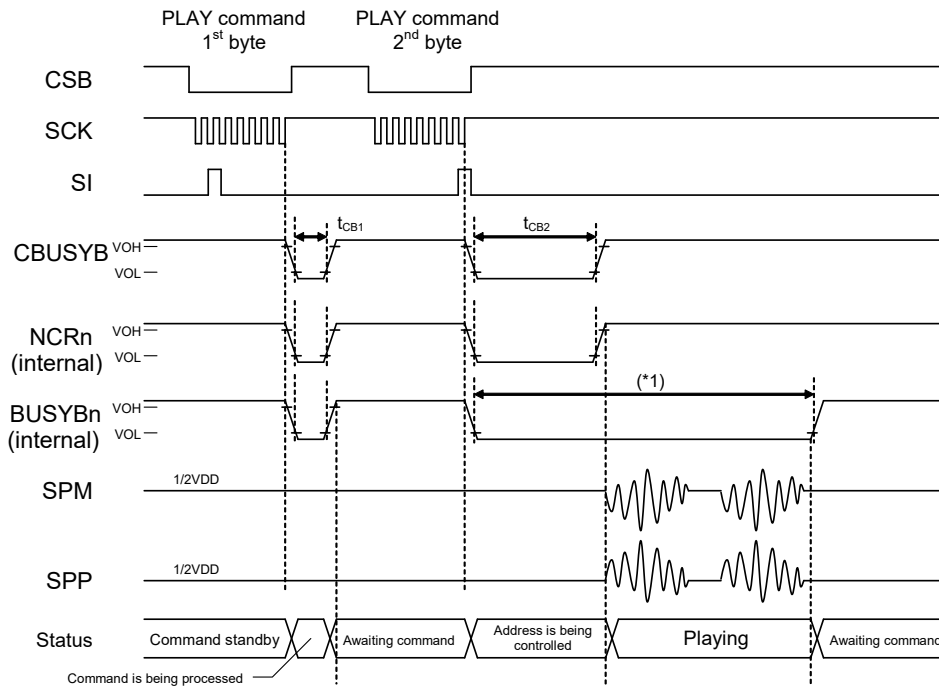 PLAY command
1st byte
PLAY command
2nd byte
CSB
SCK
SI
tCB1
tCB2
CBUSYB
VOH
VOL
NCRn
(internal)
VOH
VOL
(*1)
BUSYBn
(internal)
VOH
VOL
SPM
1/2VDD
SPP
1/2VDD
Status
Command standby
Awaiting command
Address is being
controlled
Playing
Awaiting command
Command is being processed